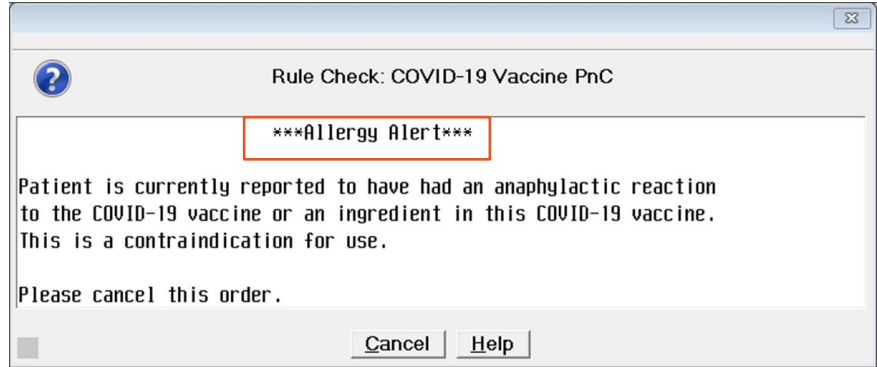 Rule Check: COVID-19 Vaccine PnC
***Allergy Alert***
Patient is currently reported to have had an anaphylactic reaction
to the COVID-19 vaccine or an ingredient in this COVID-19 vaccine.
This is a contraindication for use.
Please cancel this order.
Cancel Help